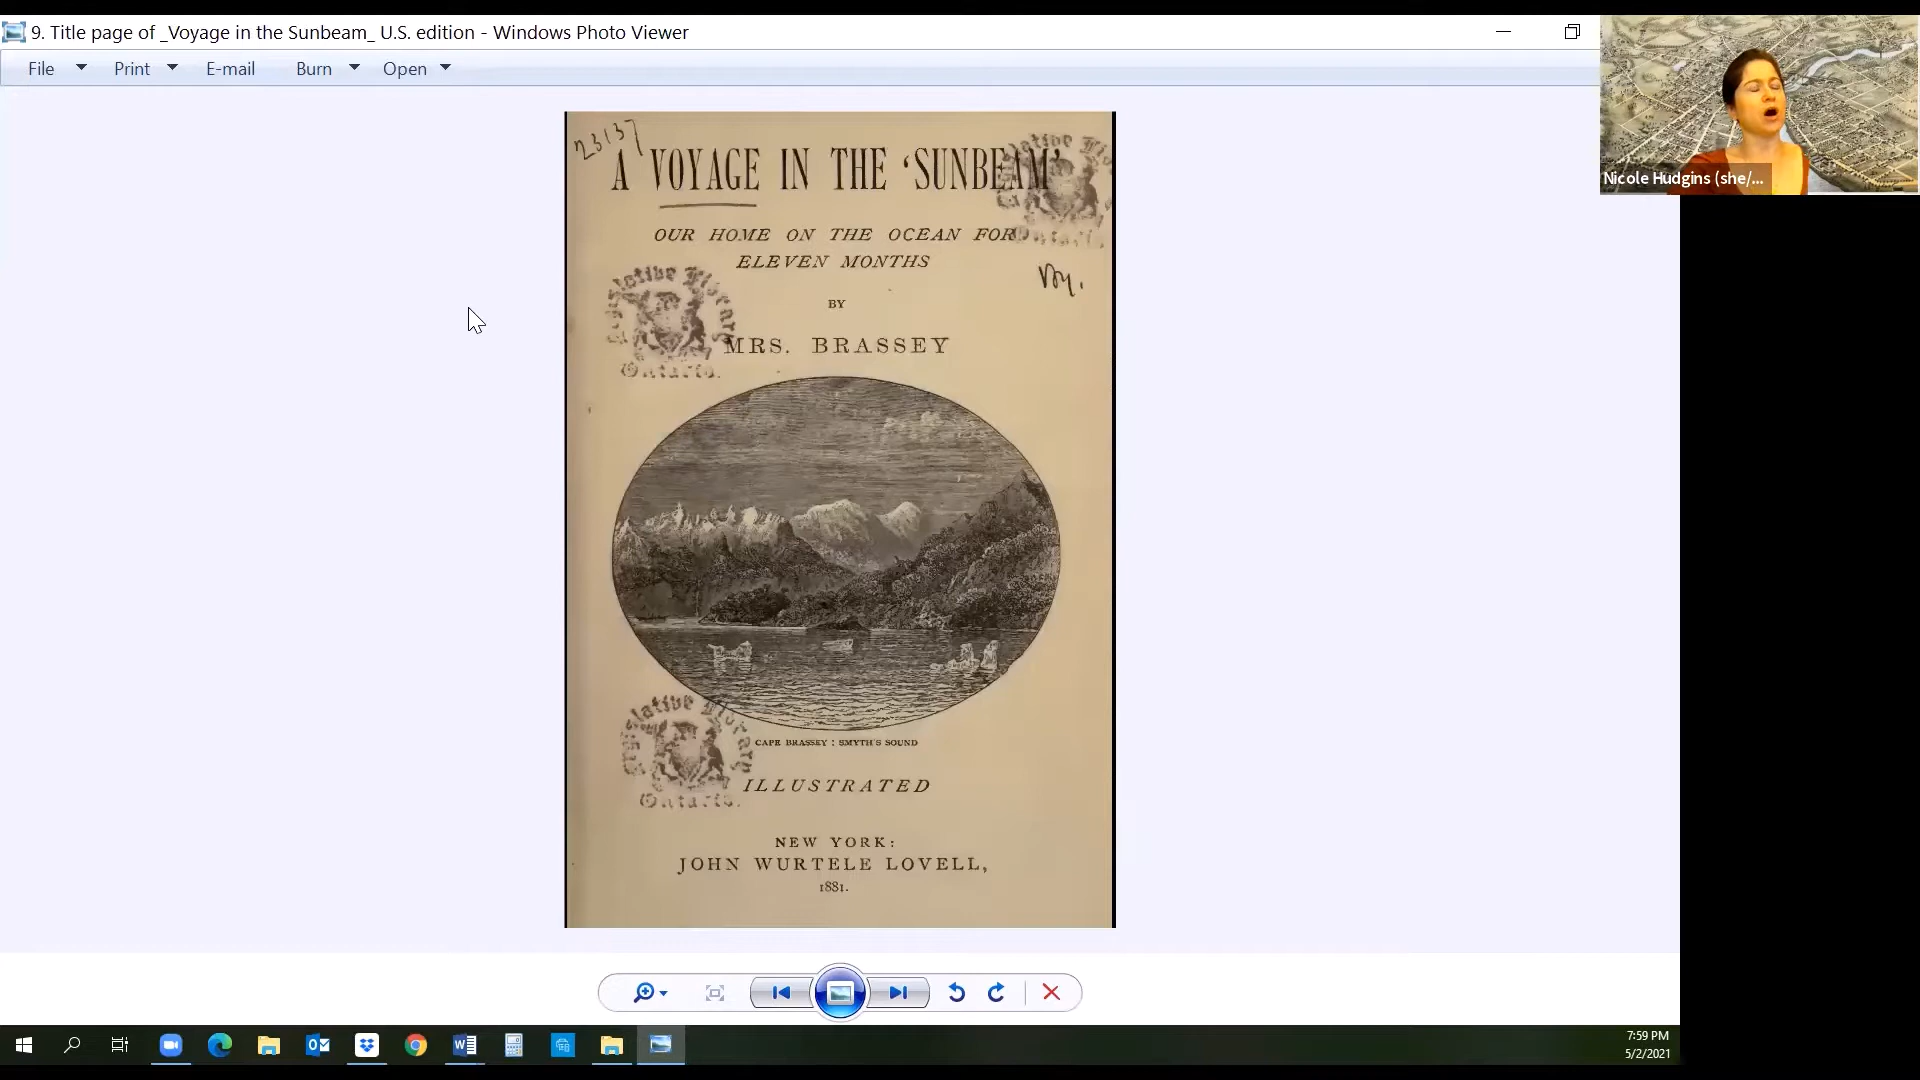 9. Title page of _Voyage in the Sunbeam_ U.S. edition - Windows Photo Viewer
File Print E-mail Burn Open
Nicole Hudgins (she/...
23137
A VOYAGE IN THE ‘SUNBEAM’
OUR HOME ON THE OCEAN FOR
ELEVEN MONTHS
BY
MRS. BRASSEY
Ontario.
CAPE BRASSEY : SMYTH'S SOUND
Ontario.
ILLUSTRATED
NEW YORK:
JOHN WURTELE LOVELL,
1881.
7:59 PM
5/2/2021